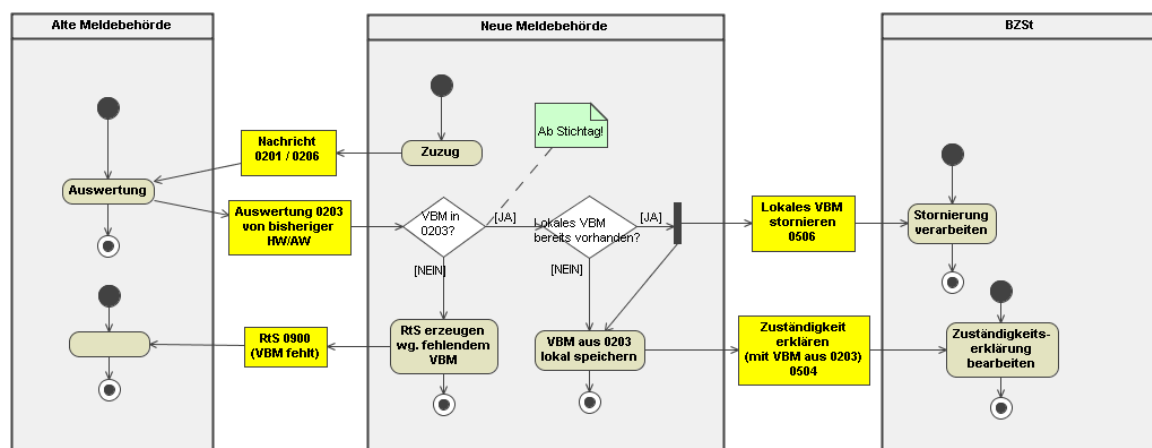 Alte Meldebehörde
Neue Meldebehörde
BZSt
Ab Stichtag!
Nachricht
0201 / 0206
Zuzug
Auswertung
Auswertung 0203
von bisheriger
HW/AW
VBM in
0203?
[JA]
Lokales VBM
bereits vorhanden?
[JA]
Lokales VBM
stornieren
0506
Stornierung
verarbeiten
[NEIN]
[NEIN]
RtS 0900
(VBM fehlt)
RtS erzeugen
wg. fehlendem
VBM
VBM aus 0203
lokal speichern
Zuständigkeit
erklären
(mit VBM aus 0203)
0504
Zuständigkeits-
erklärung
bearbeiten